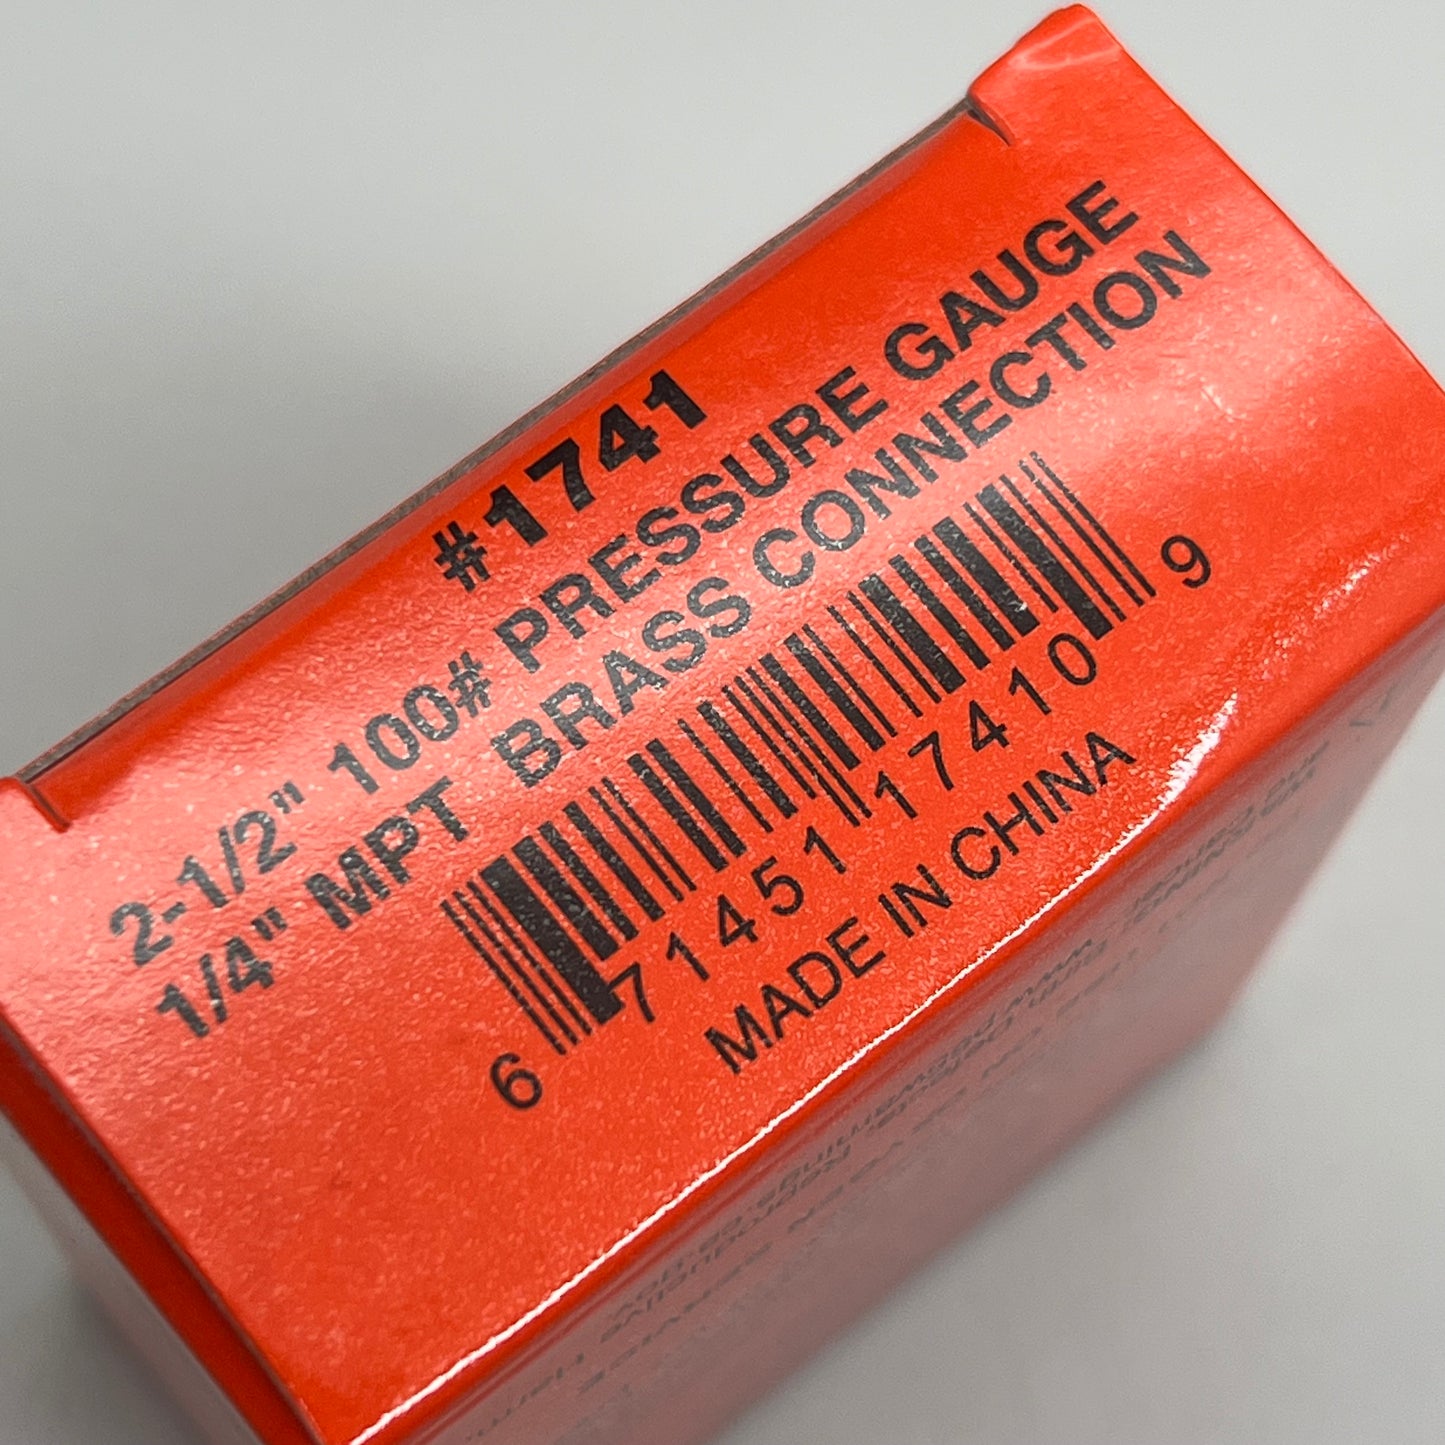 #1741
2-1/2" 100# PRESSURE GAUGE
1/4" MPT BRASS CONNECTION
6 71451 17410 9
MADE IN CHINA